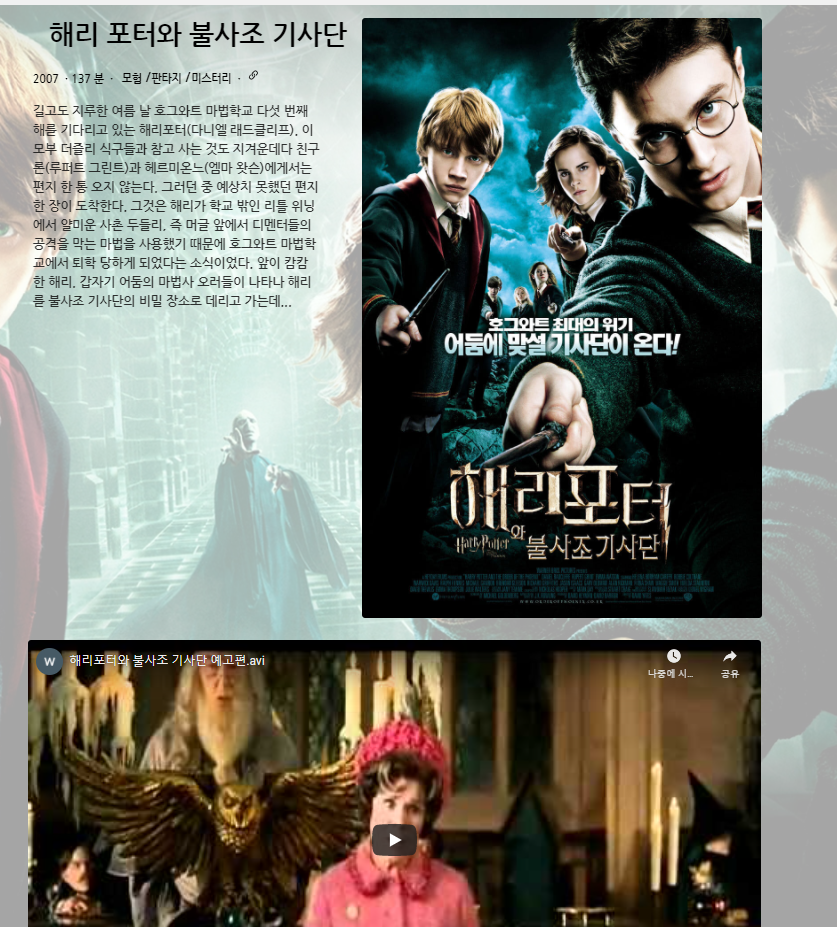 해리 포터와 불사조 기사단
2007 · 137 분 · 모험 /판타지 /미스터리 ·
길고도 지루한 여름 날 호그와트 마법학교 다섯 번째
해를 기다리고 있는 해리포터(다니엘 래드클리프). 이
모부 더즐리 식구들과 참고 사는 것도 지겨운데다 친구
론(루퍼트 그린트)과 헤르미온느(엠마 왓슨)에게서는
편지 한 통 오지 않는다. 그러던 중 예상치 못했던 편지
한 장이 도착한다. 그것은 해리가 학교 밖인 리틀 위닝
에서 얄미운 사촌 두들리, 즉 머글 앞에서 디멘터들의
공격을 막는 마법을 사용했기 때문에 호그와트 마법학
교에서 퇴학 당하게 되었다는 소식이었다. 앞이 캄캄
한 해리. 갑자기 어둠의 마법사 오러들이 나타나 해리
를 불사조 기사단의 비밀 장소로 데리고 가는데...
호그와트 최대의 위기
어둠에 맞설 기사단이 온다!
해리포터
와
Harry Potter
불사조 기사단
W 해리포터와 불사조 기사단 예고편.avi
나중에 시...
공유